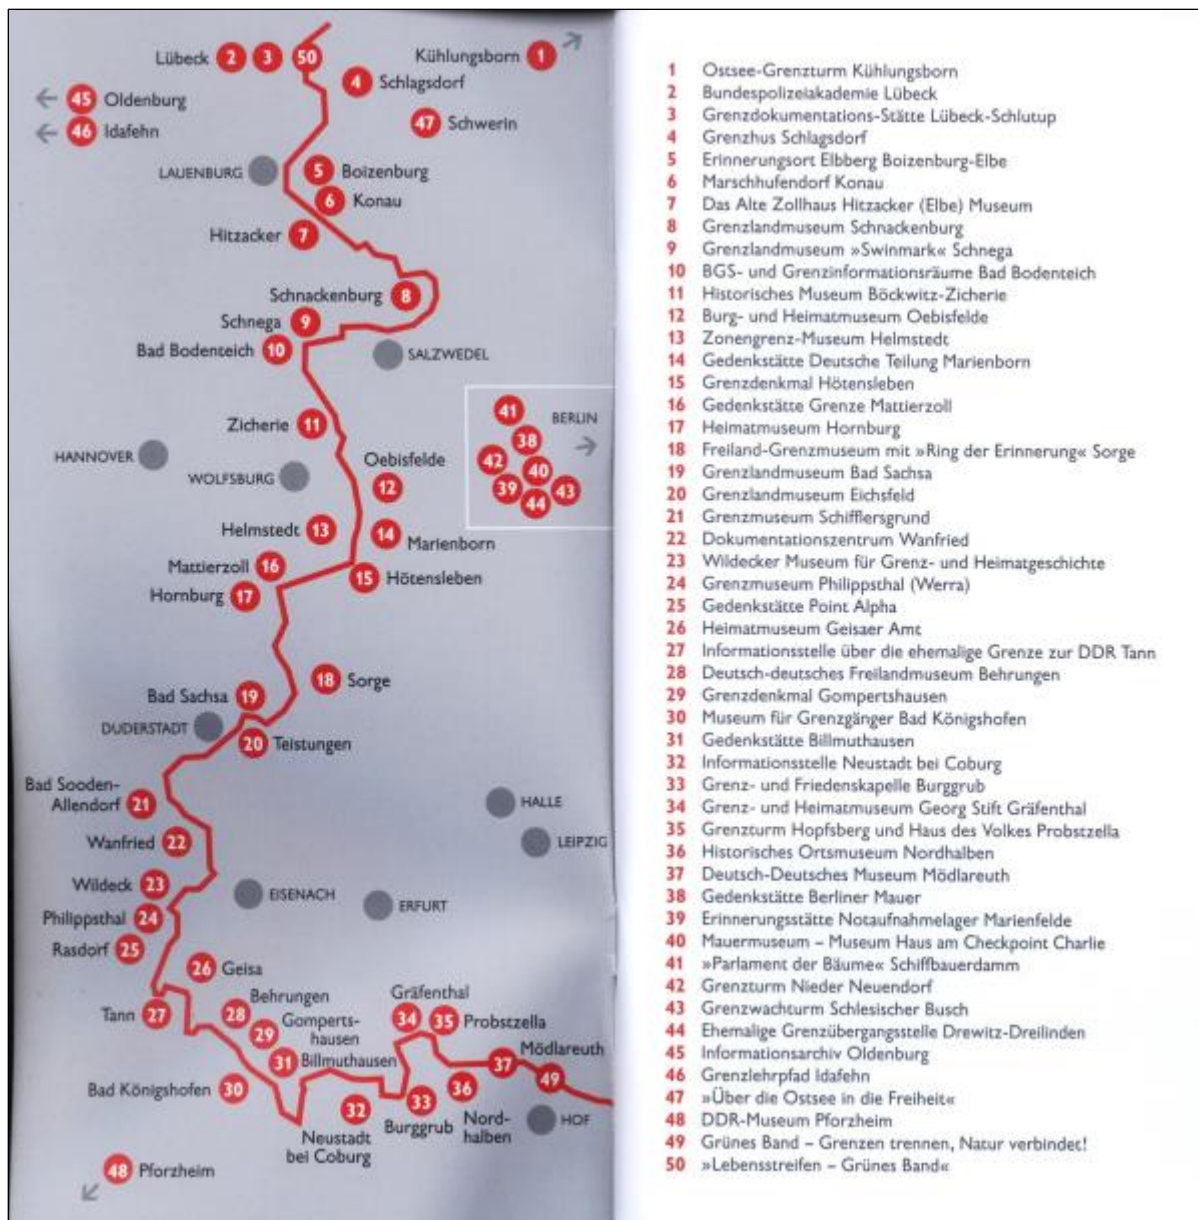 Lübeck 2 3 50
Kühlungsborn 1
4 Schlagsdorf
45 Oldenburg
46 Idafehn
47 Schwerin
LAUENBURG
5 Boizenburg
6 Konau
Hitzacker 7
Schnackenburg 8
Schnega 9
Bad Bodenteich 10
SALZWEDEL
41
BERLIN
38
42
40
39
43
44
Zicherie 11
HANNOVER
Oebisfelde
12
WOLFSBURG
Helmstedt 13
14
Marienborn
Mattierzoll 16
15 Hötensleben
Hornburg 17
18 Sorge
Bad Sachsa 19
DUDERSTADT
20 Teistungen
Bad Sooden-
Allendorf 21
HALLE
Wanfried 22
LEIPZIG
Wildeck 23
EISENACH
ERFURT
Philippsthal 24
Rasdorf 25
26 Geisa
Tann 27
Behrungen
28
Gomperts-
hausen
29
31 Billmuthausen
Gräfenthal
34 35 Probstzella
Mödlareuth
37
49
Bad Königshofen 30
32
Neustadt
bei Coburg
33
Burggrub
36
Nord-
halben
HOF
48 Pforzheim
1 Ostsee-Grenzturm Kühlungsborn
2 Bundespolizeiakademie Lübeck
3 Grenzdokumentations-Stätte Lübeck-Schlutup
4 Grenzhus Schlagsdorf
5 Erinnerungsort Elbberg Boizenburg-Elbe
6 Marschhufendorf Konau
7 Das Alte Zollhaus Hitzacker (Elbe) Museum
8 Grenzlandmuseum Schnackenburg
9 Grenzlandmuseum »Swinmark« Schnega
10 BGS- und Grenzinformationsräume Bad Bodenteich
11 Historisches Museum Böckwitz-Zicherie
12 Burg- und Heimatmuseum Oebisfelde
13 Zonengrenz-Museum Helmstedt
14 Gedenkstätte Deutsche Teilung Marienborn
15 Grenzdenkmal Hötensleben
16 Gedenkstätte Grenze Mattierzoll
17 Heimatmuseum Hornburg
18 Freiland-Grenzmuseum mit »Ring der Erinnerung« Sorge
19 Grenzlandmuseum Bad Sachsa
20 Grenzlandmuseum Eichsfeld
21 Grenzmuseum Schifflersgrund
22 Dokumentationszentrum Wanfried
23 Wildecker Museum für Grenz- und Heimatgeschichte
24 Grenzmuseum Philippsthal (Werra)
25 Gedenkstätte Point Alpha
26 Heimatmuseum Geisaer Amt
27 Informationsstelle über die ehemalige Grenze zur DDR Tann
28 Deutsch-deutsches Freilandmuseum Behrungen
29 Grenzdenkmal Gompertshausen
30 Museum für Grenzgänger Bad Königshofen
31 Gedenkstätte Billmuthausen
32 Informationsstelle Neustadt bei Coburg
33 Grenz- und Friedenskapelle Burggrub
34 Grenz- und Heimatmuseum Georg Stift Gräfenthal
35 Grenzturm Hopfsberg und Haus des Volkes Probstzella
36 Historisches Ortsmuseum Nordhalben
37 Deutsch-Deutsches Museum Mödlareuth
38 Gedenkstätte Berliner Mauer
39 Erinnerungsstätte Notaufnahmelager Marienfelde
40 Mauermuseum – Museum Haus am Checkpoint Charlie
41 »Parlament der Bäume« Schiffbauerdamm
42 Grenzturm Nieder Neuendorf
43 Grenzwachturm Schlesischer Busch
44 Ehemalige Grenzübergangsstelle Drewitz-Dreilinden
45 Informationsarchiv Oldenburg
46 Grenzlehrpfad Idafehn
47 »Über die Ostsee in die Freiheit«
48 DDR-Museum Pforzheim
49 Grünes Band – Grenzen trennen, Natur verbindet!
50 »Lebensstreifen – Grünes Band«